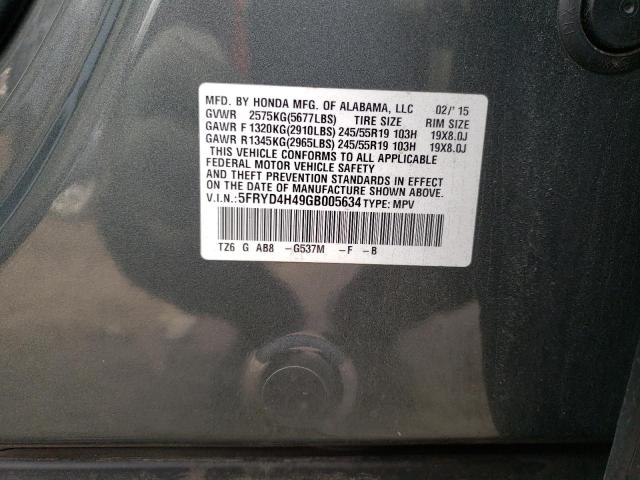 MFD. BY HONDA MFG. OF ALABAMA, LLC 02/'15
GVWR 2575KG(5677LBS) TIRE SIZE RIM SIZE
GAWR F 1320KG(2910LBS) 245/55R19 103H 19X8.0J
GAWR R1345KG(2965LBS) 245/55R19 103H 19X8.0J
THIS VEHICLE CONFORMS TO ALL APPLICABLE
FEDERAL MOTOR VEHICLE SAFETY BUMPER,
AND THEFT PREVENTION STANDARDS IN EFFECT
ON THE DATE OF MANUFACTURE SHOWN ABOVE.
V.I.N.:5FRYD4H49GB005634 TYPE: MPV
TZ6 G AB8 -G537M -F -B